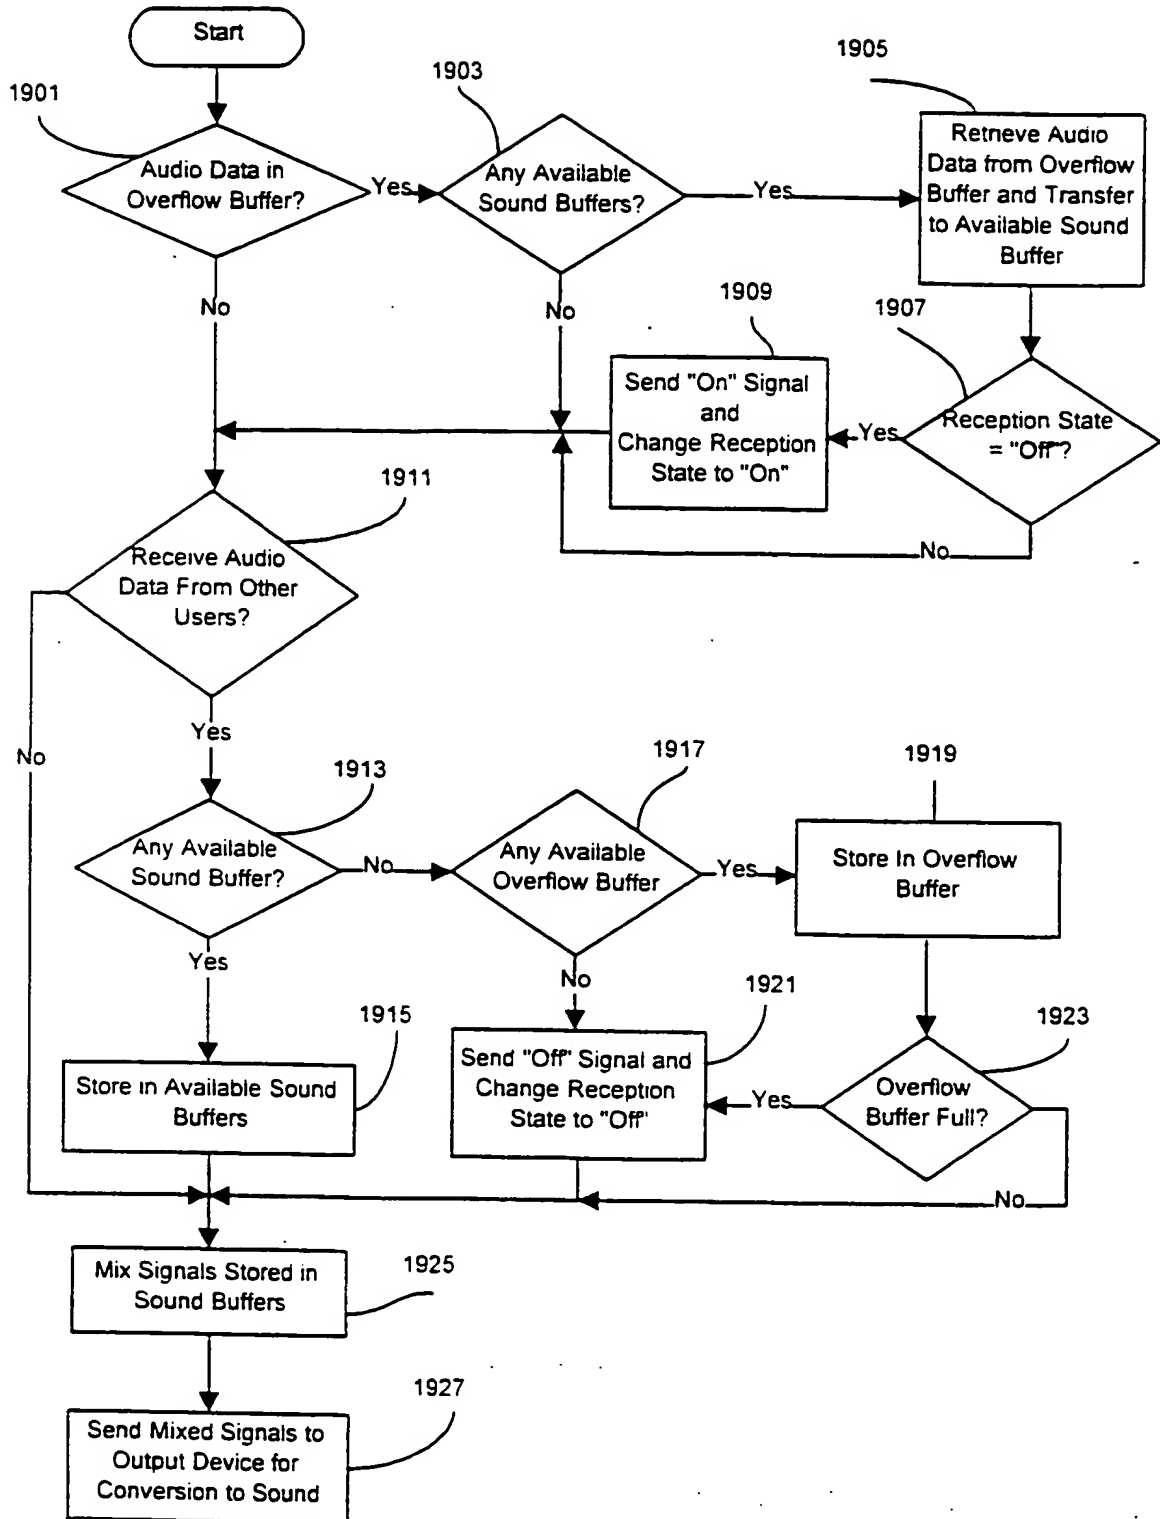 Start
1901
Audio Data in
Overflow Buffer?
Yes
No
1903
Any Available
Sound Buffers?
Yes
No
1905
Retrieve Audio
Data from Overflow
Buffer and Transfer
to Available Sound
Buffer
1907
Reception State
= "Off"?
Yes
No
1909
Send "On" Signal
and
Change Reception
State to "On"
1911
Receive Audio
Data From Other
Users?
No
Yes
1913
Any Available
Sound Buffer?
No
Yes
1915
Store in Available Sound
Buffers
1917
Any Available
Overflow Buffer
Yes
No
1919
Store In Overflow
Buffer
1921
Send "Off" Signal and
Change Reception
State to "Off"
1923
Overflow
Buffer Full?
Yes
No
1925
Mix Signals Stored in
Sound Buffers
1927
Send Mixed Signals to
Output Device for
Conversion to Sound